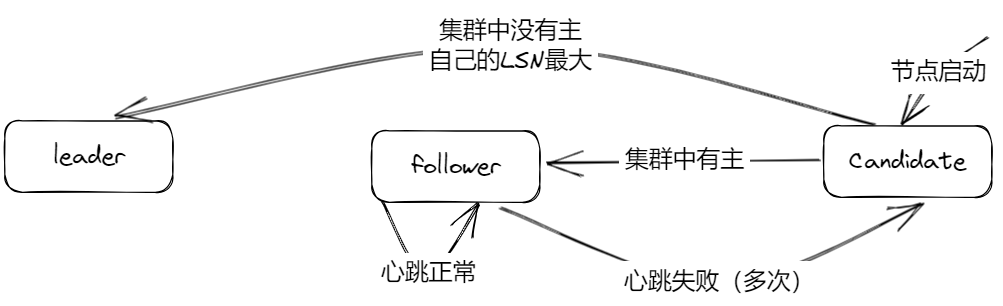 集群中没有主
自己的LSN最大
节点启动
leader
follower
集群中有主
Candidate
心跳正常
心跳失败（多次）